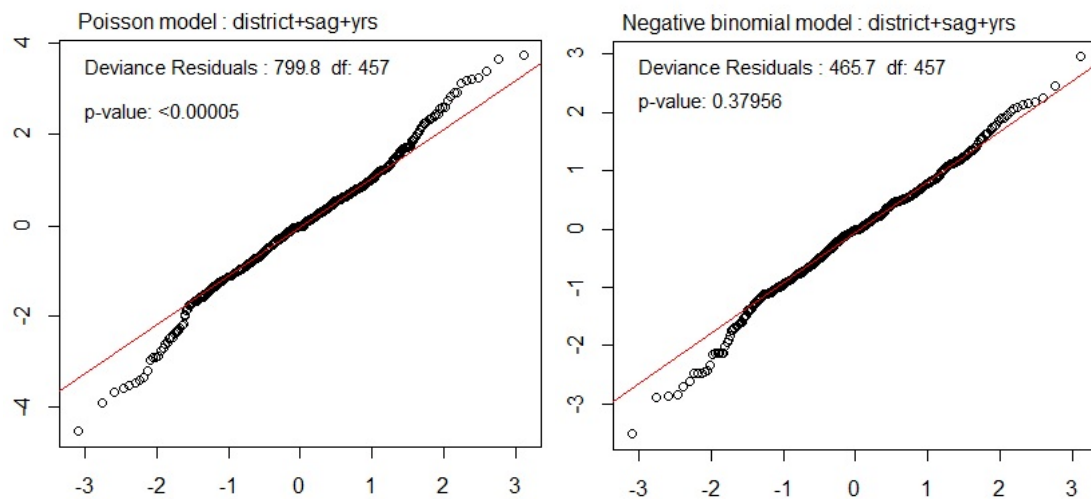 Poisson model : district+sag+yrs
Deviance Residuals : 799.8 df: 457
p-value: <0.00005
4
2
0
-2
-4
-3 -2 -1 0 1 2 3
Negative binomial model : district+sag+yrs
Deviance Residuals : 465.7 df: 457
p-value: 0.37956
3
2
1
0
-1
-2
-3
-3 -2 -1 0 1 2 3